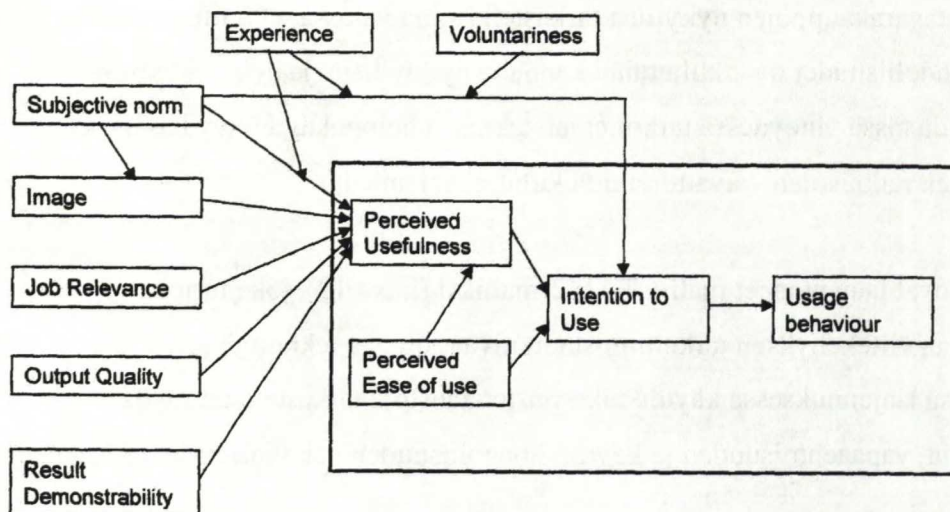 Experience
Voluntariness
Subjective norm
Image
Perceived
Usefulness
Job Relevance
Intention to
Use
Usage
behaviour
Perceived
Ease of use
Output Quality
Result
Demonstrability